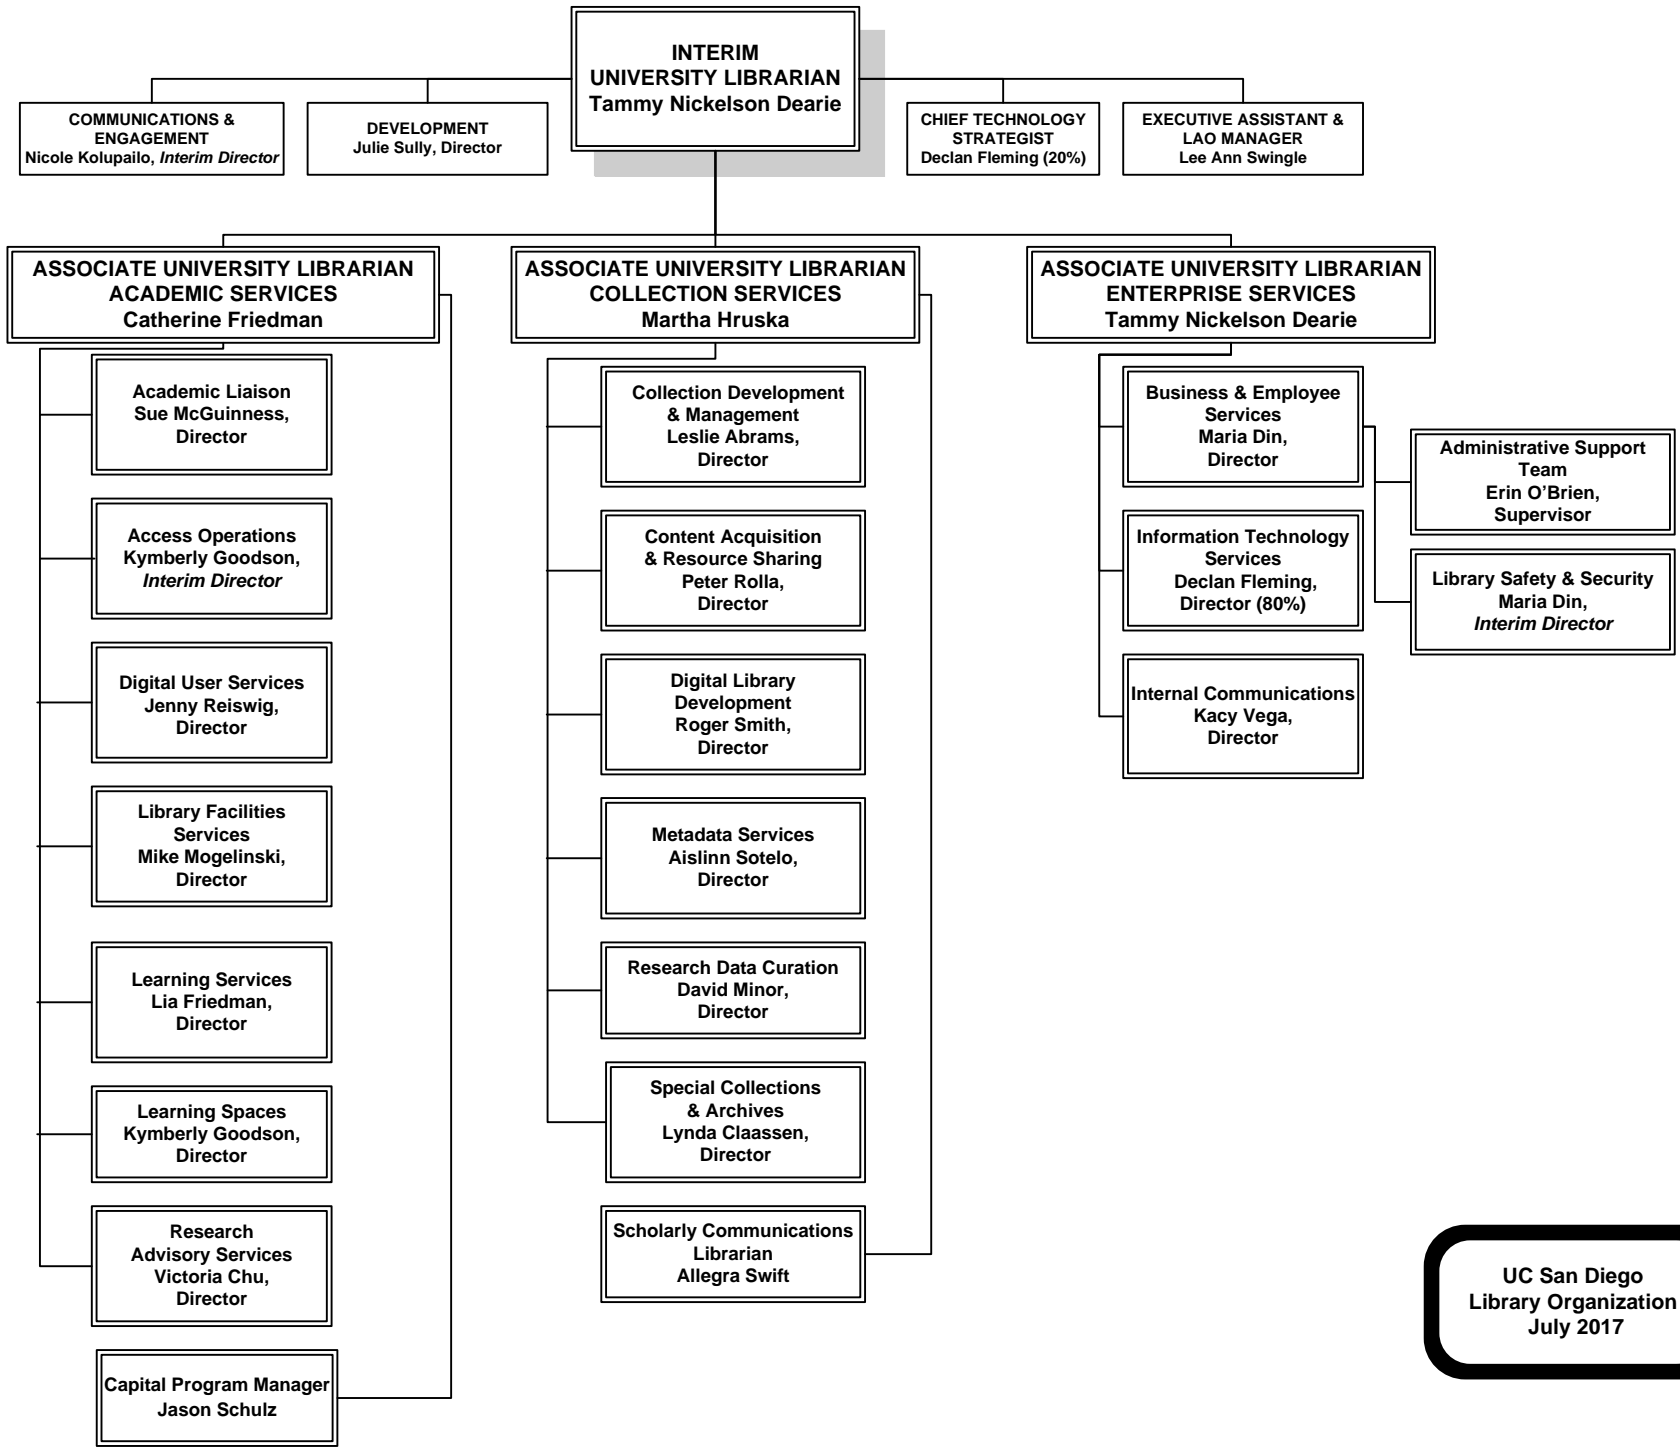 INTERIM
UNIVERSITY LIBRARIAN
Tammy Nickelson Dearie
COMMUNICATIONS &
ENGAGEMENT
Nicole Kolupailo, Interim Director
DEVELOPMENT
Julie Sully, Director
CHIEF TECHNOLOGY
STRATEGIST
Declan Fleming (20%)
EXECUTIVE ASSISTANT &
LAO MANAGER
Lee Ann Swingle
ASSOCIATE UNIVERSITY LIBRARIAN
ACADEMIC SERVICES
Catherine Friedman
Academic Liaison
Sue McGuinness,
Director
Access Operations
Kymberly Goodson,
Interim Director
Digital User Services
Jenny Reiswig,
Director
Library Facilities
Services
Mike Mogelinski,
Director
Learning Services
Lia Friedman,
Director
Learning Spaces
Kymberly Goodson,
Director
Research
Advisory Services
Victoria Chu,
Director
Capital Program Manager
Jason Schulz
ASSOCIATE UNIVERSITY LIBRARIAN
COLLECTION SERVICES
Martha Hruska
Collection Development
& Management
Leslie Abrams,
Director
Content Acquisition
& Resource Sharing
Peter Rolla,
Director
Digital Library
Development
Roger Smith,
Director
Metadata Services
Aislinn Sotelo,
Director
Research Data Curation
David Minor,
Director
Special Collections
& Archives
Lynda Claassen,
Director
Scholarly Communications
Librarian
Allegra Swift
ASSOCIATE UNIVERSITY LIBRARIAN
ENTERPRISE SERVICES
Tammy Nickelson Dearie
Business & Employee
Services
Maria Din,
Director
Information Technology
Services
Declan Fleming,
Director (80%)
Internal Communications
Kacy Vega,
Director
Administrative Support
Team
Erin O’Brien,
Supervisor
Library Safety & Security
Maria Din,
Interim Director
UC San Diego
Library Organization
July 2017